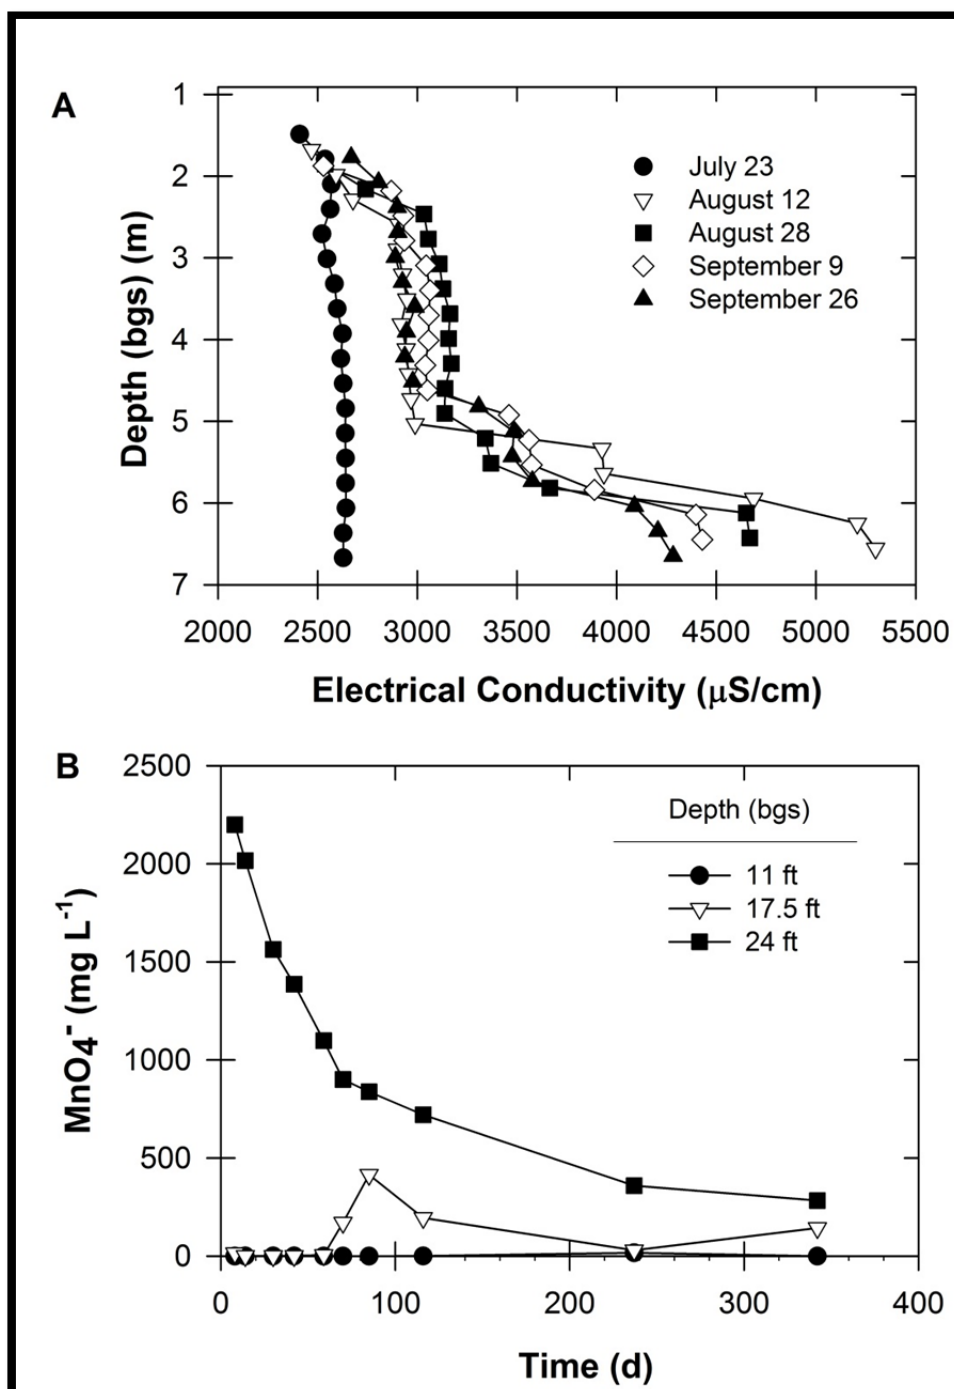 A
1
2
3
4
5
6
7
Depth (bgs) (m)
July 23
August 12
August 28
September 9
September 26
2000 2500 3000 3500 4000 4500 5000 5500
Electrical Conductivity (μS/cm)
B
2500
2000
1500
1000
500
0
MnO4⁻ (mg L⁻¹)
Depth (bgs)
11 ft
17.5 ft
24 ft
0 100 200 300 400
Time (d)